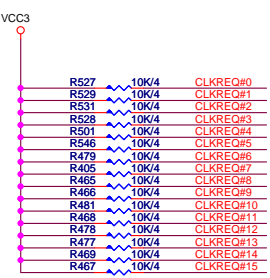 VCC3
R527 10K/4 CLKREQ#0
R529 10K/4 CLKREQ#1
R531 10K/4 CLKREQ#2
R528 10K/4 CLKREQ#3
R501 10K/4 CLKREQ#4
R546 10K/4 CLKREQ#5
R479 10K/4 CLKREQ#6
R405 10K/4 CLKREQ#7
R465 10K/4 CLKREQ#8
R466 10K/4 CLKREQ#9
R481 10K/4 CLKREQ#10
R468 10K/4 CLKREQ#11
R478 10K/4 CLKREQ#12
R477 10K/4 CLKREQ#13
R469 10K/4 CLKREQ#14
R467 10K/4 CLKREQ#15